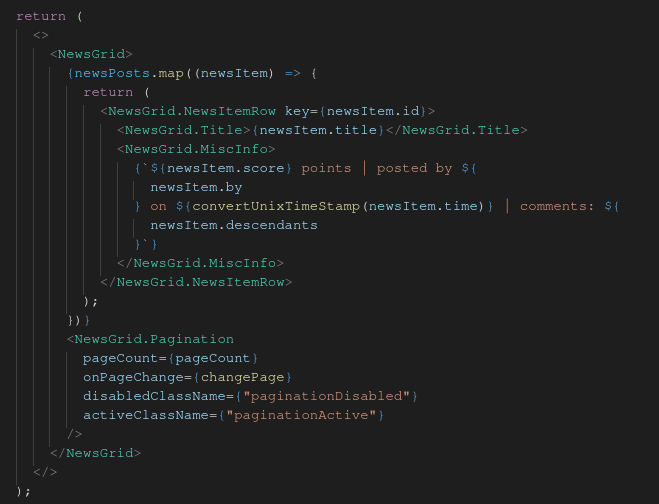 return (
  <>
    <NewsGrid>
      {newsPosts.map((newsItem) => {
        return (
          <NewsGrid.NewsItemRow key={newsItem.id}>
            <NewsGrid.Title>{newsItem.title}</NewsGrid.Title>
            <NewsGrid.MiscInfo>
              {`${newsItem.score} points | posted by ${
                newsItem.by
              } on ${convertUnixTimeStamp(newsItem.time)} | comments: ${
                newsItem.descendants
              }`}
            </NewsGrid.MiscInfo>
          </NewsGrid.NewsItemRow>
        );
      })}
      <NewsGrid.Pagination
        pageCount={pageCount}
        onPageChange={changePage}
        disabledClassName={"paginationDisabled"}
        activeClassName={"paginationActive"}
      />
    </NewsGrid>
  </>
);